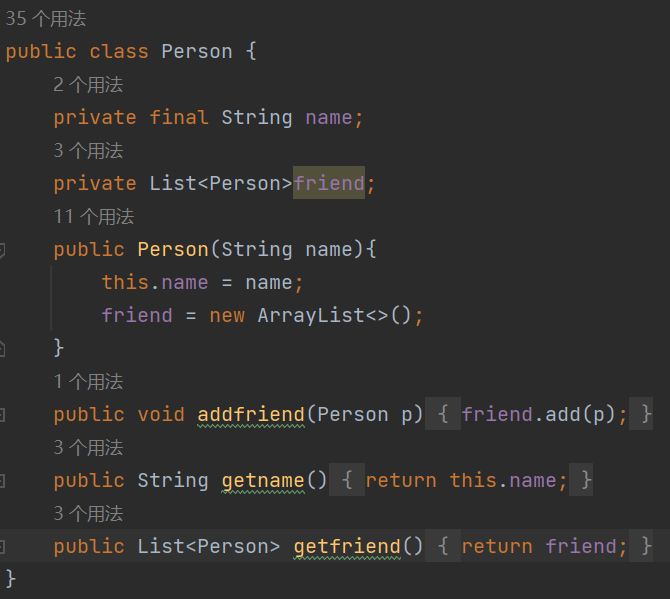 35 个用法
public class Person {
2 个用法
private final String name;
3 个用法
private List<Person>friend;
11 个用法
public Person(String name){
this.name = name;
friend = new ArrayList<>();
}
1 个用法
public void addfriend(Person p) { friend.add(p); }
3 个用法
public String getname() { return this.name; }
3 个用法
public List<Person> getfriend() { return friend; }
}